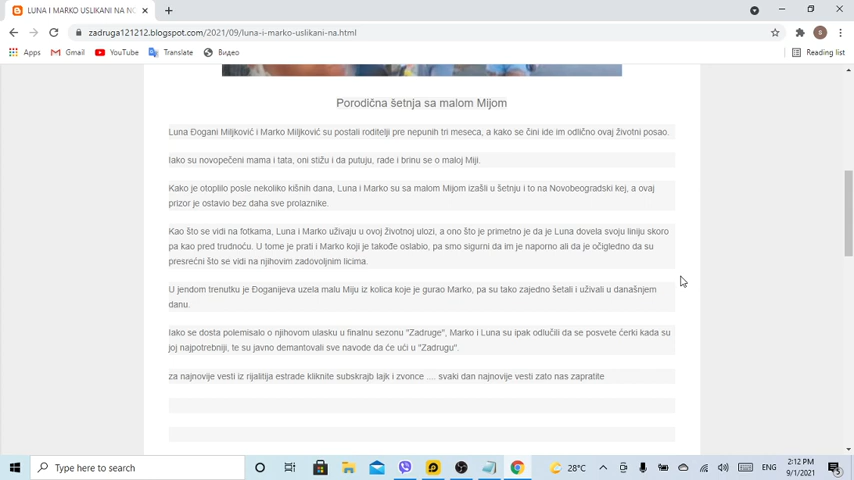 LUNA I MARKO USLIKANI NA NO
zadruga121212.blogspot.com/2021/09/luna-i-marko-uslikani-na.html
S
Apps Gmail YouTube Translate Видео Reading list
Porodična šetnja sa malom Mijom
Luna Đogani Miljković i Marko Miljković su postali roditelji pre nepunih tri meseca, a kako se čini ide im odlično ovaj životni posao.
Iako su novopečeni mama i tata, oni stižu i da putuju, rade i brinu se o maloj Miji.
Kako je otoplilo posle nekoliko kišnih dana, Luna i Marko su sa malom Mijom izašli u šetnju i to na Novobeogradski kej, a ovaj
prizor je ostavio bez daha sve prolaznike.
Kao što se vidi na fotkama, Luna i Marko uživaju u ovoj životnoj ulozi, a ono što je primetno je da je Luna dovela svoju liniju skoro
pa kao pred trudnoću. U tome je prati i Marko koji je takođe oslabio, pa smo sigurni da im je naporno ali da je očigledno da su
presrećni što se vidi na njihovim zadovoljnim licima.
U jendom trenutku je Đoganijeva uzela malu Miju iz kolica koje je gurao Marko, pa su tako zajedno šetali i uživali u današnjem
danu.
Iako se dosta polemisalo o njihovom ulasku u finalnu sezonu "Zadruge", Marko i Luna su ipak odlučili da se posvete ćerki kada su
joj najpotrebniji, te su javno demantovali sve navode da će ući u "Zadrugu".
za najnovije vesti iz rijalitija estrade kliknite subskrajb lajk i zvonce .... svaki dan najnovije vesti zato nas zapratite
Type here to search
28°C
ENG
2:12 PM
9/1/2021
5